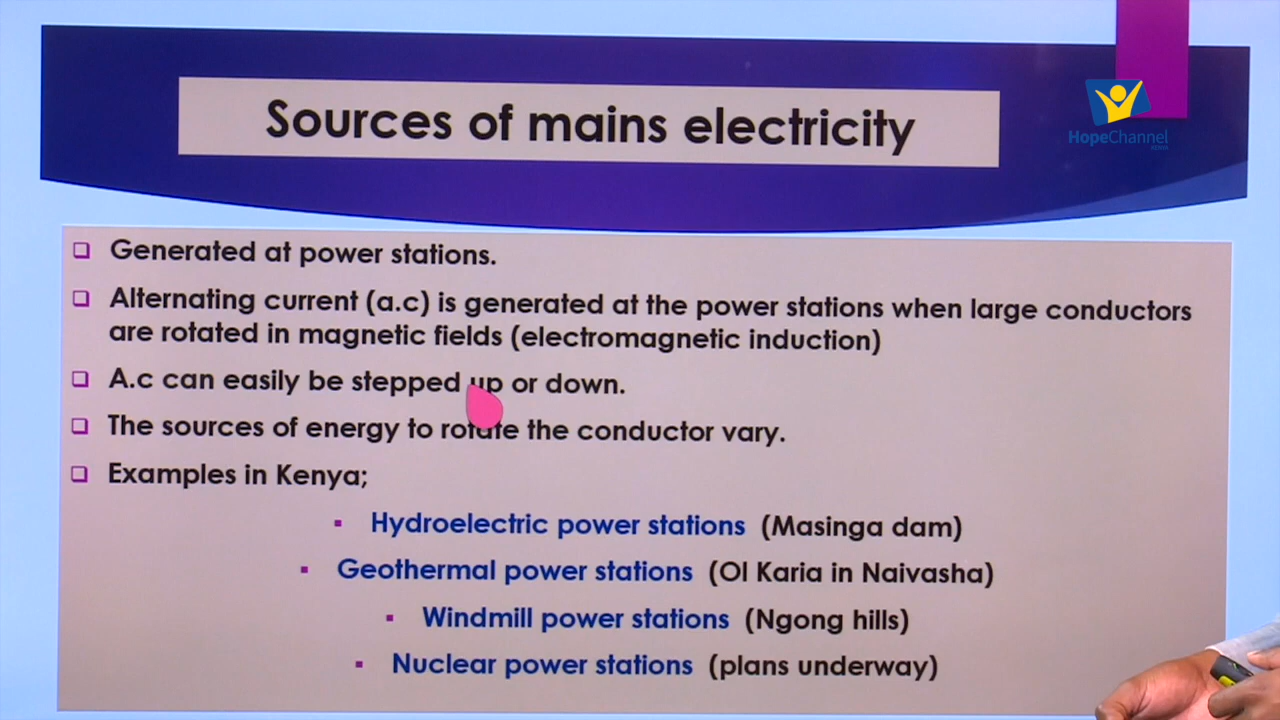 Sources of mains electricity
HopeChannel
KENYA
❑ Generated at power stations.
❑ Alternating current (a.c) is generated at the power stations when large conductors
are rotated in magnetic fields (electromagnetic induction)
❑ A.c can easily be stepped up or down.
❑ The sources of energy to rotate the conductor vary.
❑ Examples in Kenya;
▪ Hydroelectric power stations (Masinga dam)
▪ Geothermal power stations (Ol Karia in Naivasha)
▪ Windmill power stations (Ngong hills)
▪ Nuclear power stations (plans underway)